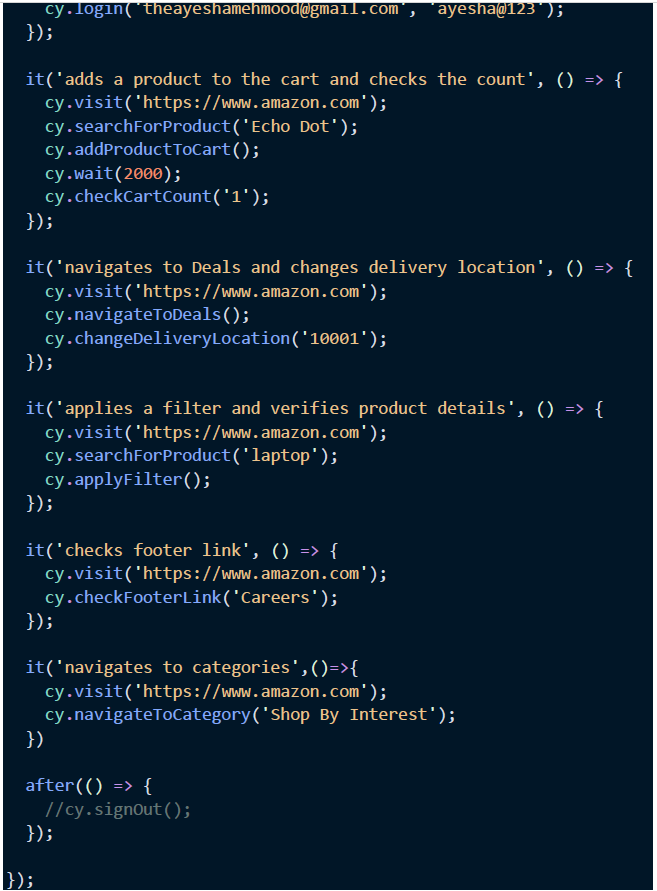 cy.login('theayeshamehmood@gmail.com', 'ayesha@123');
});
it('adds a product to the cart and checks the count', () => {
cy.visit('https://www.amazon.com');
cy.searchForProduct('Echo Dot');
cy.addProductToCart();
cy.wait(2000);
cy.checkCartCount('1');
});
it('navigates to Deals and changes delivery location', () => {
cy.visit('https://www.amazon.com');
cy.navigateToDeals();
cy.changeDeliveryLocation('10001');
});
it('applies a filter and verifies product details', () => {
cy.visit('https://www.amazon.com');
cy.searchForProduct('laptop');
cy.applyFilter();
});
it('checks footer link', () => {
cy.visit('https://www.amazon.com');
cy.checkFooterLink('Careers');
});
it('navigates to categories',()=>{
cy.visit('https://www.amazon.com');
cy.navigateToCategory('Shop By Interest');
})
after(() => {
//cy.signOut();
});
});